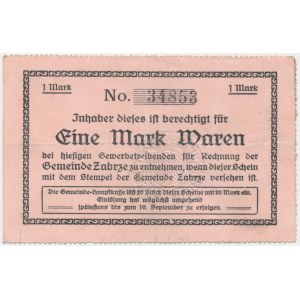 1 Mark 1 Mark
No. 34853
Inhaber dieses ist berechtigt für
Eine Mark Waren
bei hiesigen Gewerbetreibenden für Rechnung der
Gemeinde Zabrze zu entnehmen, wenn dieser Schein
mit dem Stempel der Gemeinde Zabrze versehen ist.
Die Gemeinde-Hauptkasse löst 20 Stück dieser Scheine mit 20 Mark ein.
Einlösung hat möglichst umgehend
spätestens bis zum 10. September zu erfolgen.